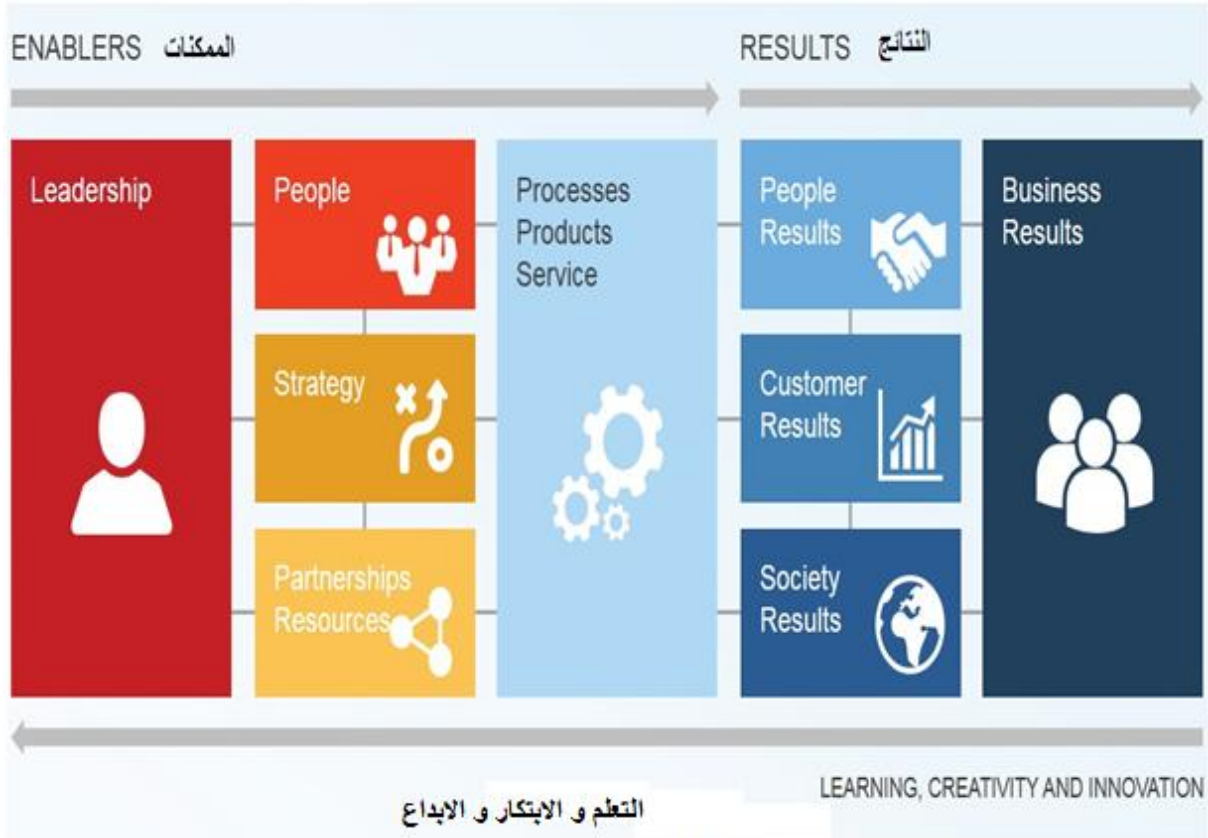 ENABLERS الممكنات
RESULTS النتائج
Leadership
People
Strategy
Partnerships
Resources
Processes
Products
Service
People
Results
Customer
Results
Society
Results
Business
Results
LEARNING, CREATIVITY AND INNOVATION
التعلم و الابتكار و الابداع